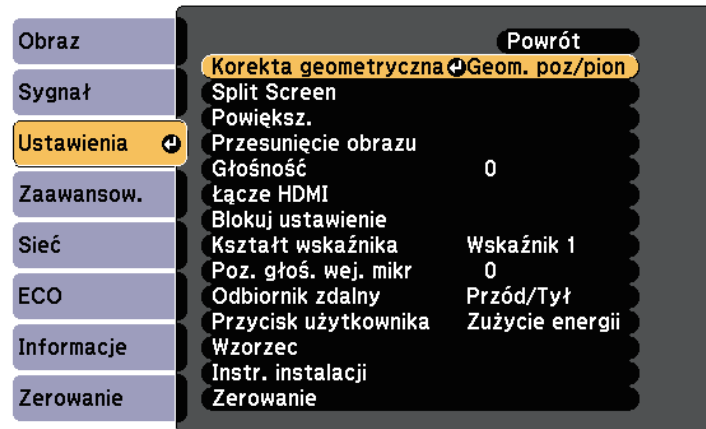 Obraz
Sygnał
Ustawienia
Zaawansow.
Sieć
ECO
Informacje
Zerowanie
Powrót
Korekta geometryczna Geom. poz/pion
Split Screen
Powiększ.
Przesunięcie obrazu
Głośność 0
Łącze HDMI
Blokuj ustawienie
Kształt wskaźnika Wskaźnik 1
Poz. głoś. wej. mikr 0
Odbiornik zdalny Przód/Tył
Przycisk użytkownika Zużycie energii
Wzorzec
Instr. instalacji
Zerowanie